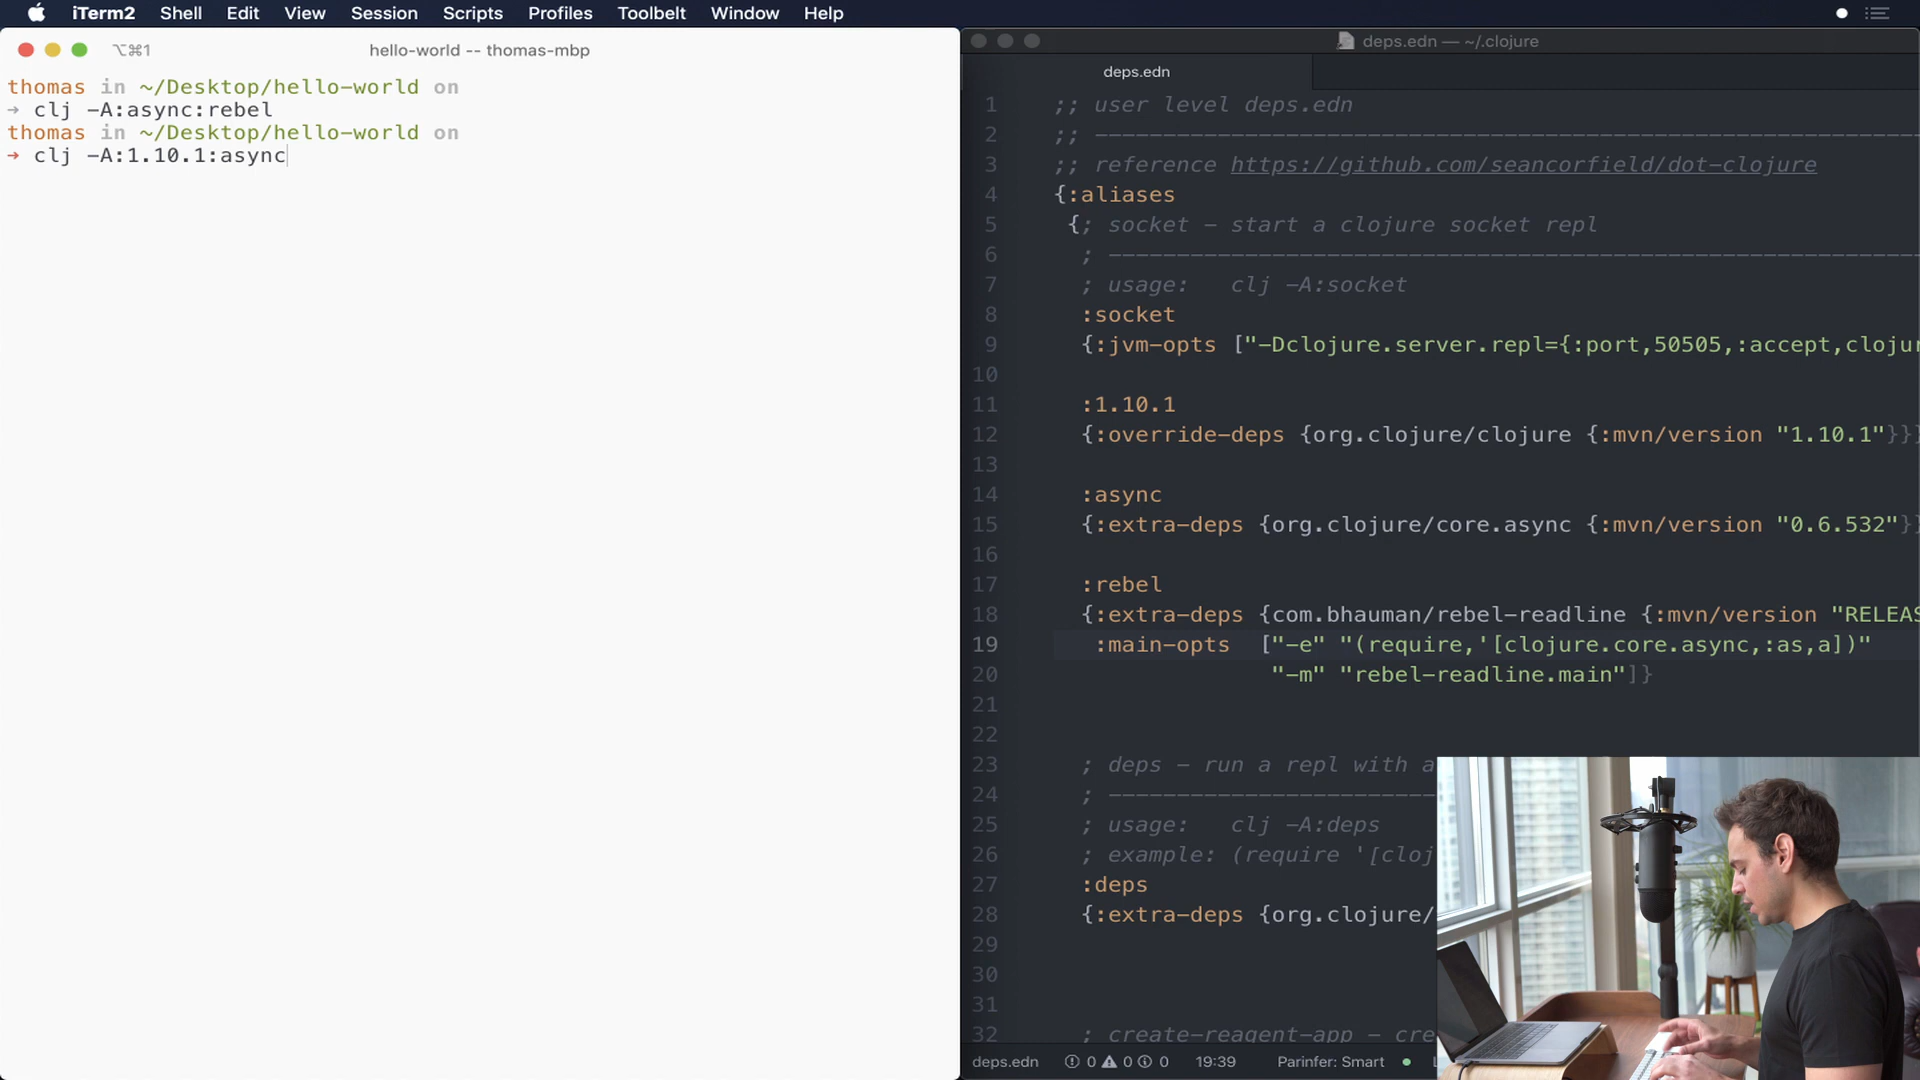 iTerm2 Shell Edit View Session Scripts Profiles Toolbelt Window Help
⌥⌘1 hello-world -- thomas-mbp
thomas in ~/Desktop/hello-world on
→ clj -A:async:rebel
thomas in ~/Desktop/hello-world on
→ clj -A:1.10.1:async
deps.edn — ~/.clojure
deps.edn
1 ;; user level deps.edn
2 ;; ------------------------------------------------------------
3 ;; reference https://github.com/seancorfield/dot-clojure
4 {:aliases
5 {; socket - start a clojure socket repl
6 ; ------------------------------------------------------------
7 ; usage: clj -A:socket
8 :socket
9 {:jvm-opts ["-Dclojure.server.repl={:port,50505,:accept,clojur
10
11 :1.10.1
12 {:override-deps {org.clojure/clojure {:mvn/version "1.10.1"}}}
13
14 :async
15 {:extra-deps {org.clojure/core.async {:mvn/version "0.6.532"}}
16
17 :rebel
18 {:extra-deps {com.bhauman/rebel-readline {:mvn/version "RELEAS
19 :main-opts ["-e" "(require,'[clojure.core.async,:as,a])"
20 "-m" "rebel-readline.main"]}
21
22
23 ; deps - run a repl with a
24 ; ------------------------
25 ; usage: clj -A:deps
26 ; example: (require '[cloj
27 :deps
28 {:extra-deps {org.clojure/
29
30
31
32 ; create-reagent-app - cre
deps.edn 0 0 0 19:39 Parinfer: Smart